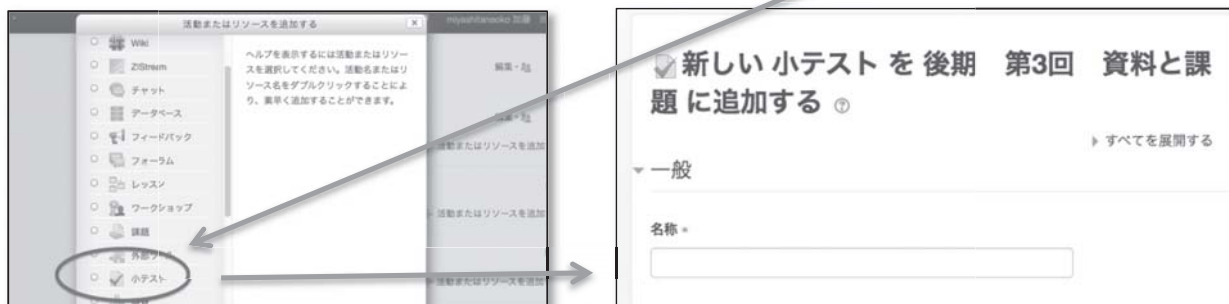 活動またはリソースを追加する
Wiki
ZIStream
チャット
データベース
フィードバック
フォーラム
レッスン
ワークショップ
課題
外部ツール
小テスト
ヘルプを表示するには活動またはリソー
スを選択してください。活動名またはリ
ソース名をダブルクリックすることによ
り、素早く追加することができます。
編集
活動またはリソースを追加
活動またはリソースを追加
活動またはリソースを追加
新しい 小テスト を 後期 第3回 資料と課
題 に追加する
すべてを展開する
一般
名称